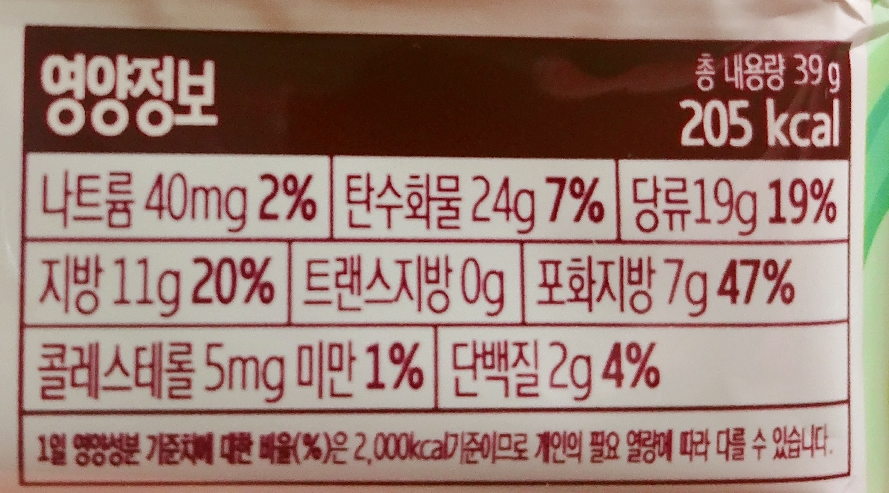 영양정보
총 내용량 39g
205 kcal
나트륨 40mg 2% 탄수화물 24g 7% 당류19g 19%
지방 11g 20% 트랜스지방 0g 포화지방 7g 47%
콜레스테롤 5mg 미만 1% 단백질 2g 4%
1일 영양성분 기준치에 대한 비율(%)은 2,000kcal기준이므로 개인의 필요 열량에 따라 다를 수 있습니다.